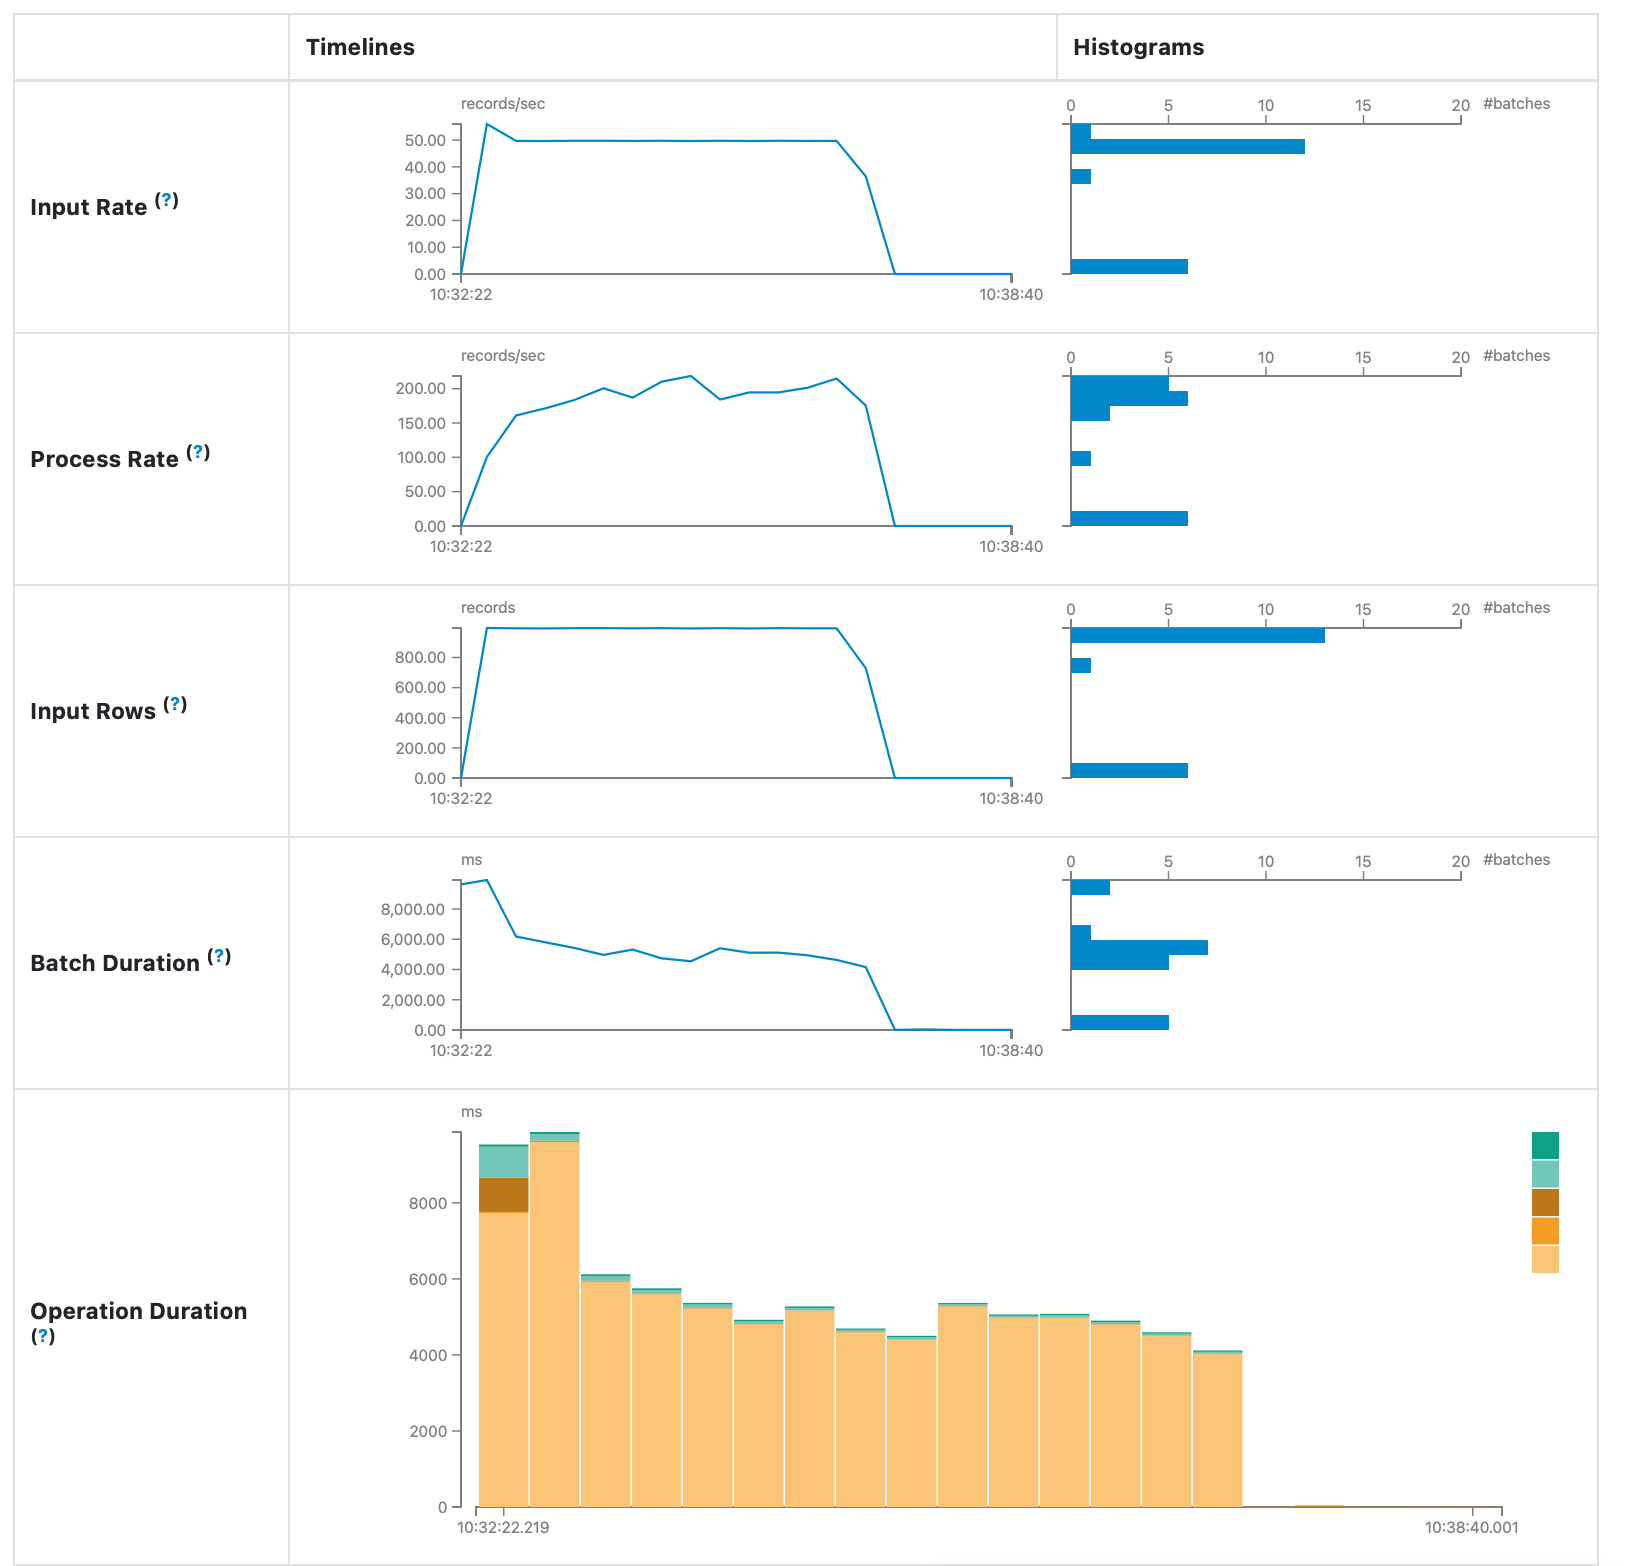 Timelines
Histograms
Input Rate (?)
records/sec
50.00
40.00
30.00
20.00
10.00
0.00
10:32:22
10:38:40
0 5 10 15 20 #batches
Process Rate (?)
records/sec
200.00
150.00
100.00
50.00
0.00
10:32:22
10:38:40
0 5 10 15 20 #batches
Input Rows (?)
records
800.00
600.00
400.00
200.00
0.00
10:32:22
10:38:40
0 5 10 15 20 #batches
Batch Duration (?)
ms
8,000.00
6,000.00
4,000.00
2,000.00
0.00
10:32:22
10:38:40
0 5 10 15 20 #batches
Operation Duration
(?)
ms
8000
6000
4000
2000
0
10:32:22.219
10:38:40.001